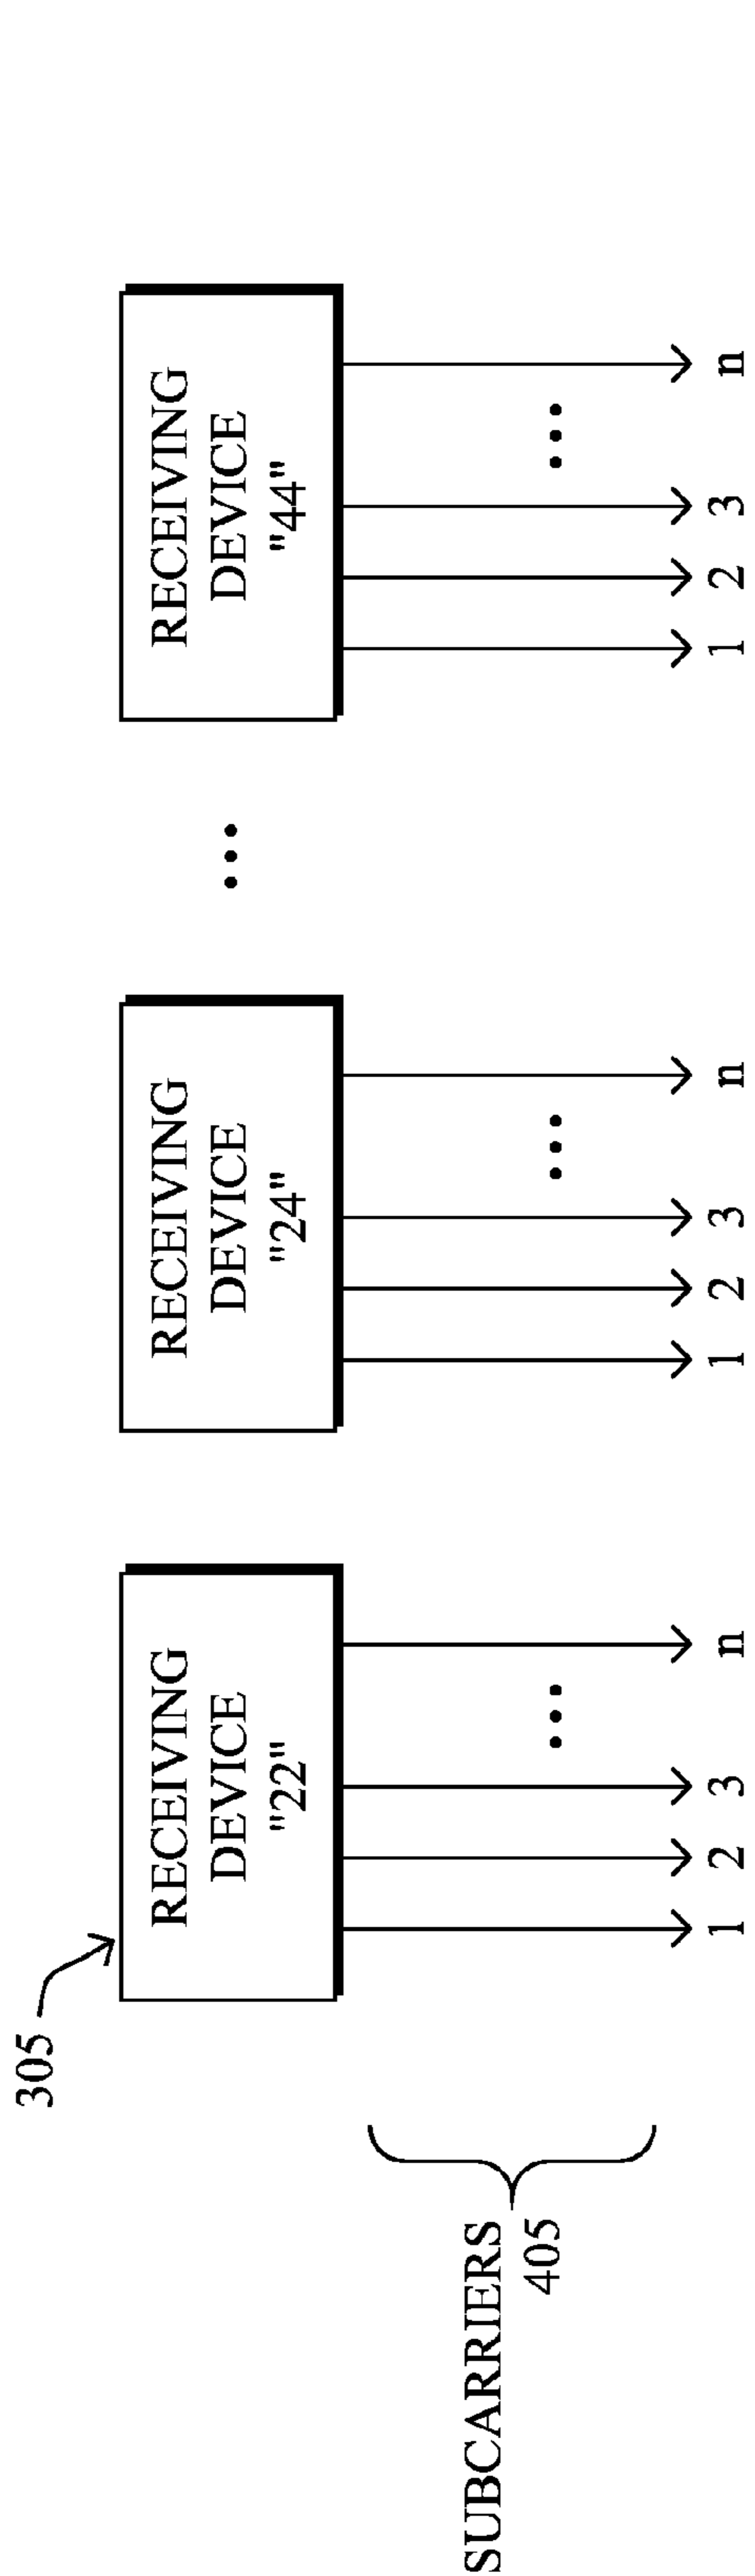 305
RECEIVING
DEVICE
"22"
RECEIVING
DEVICE
"24"
...
RECEIVING
DEVICE
"44"
SUBCARRIERS
405
1 2 3 ... n
1 2 3 ... n
1 2 3 ... n